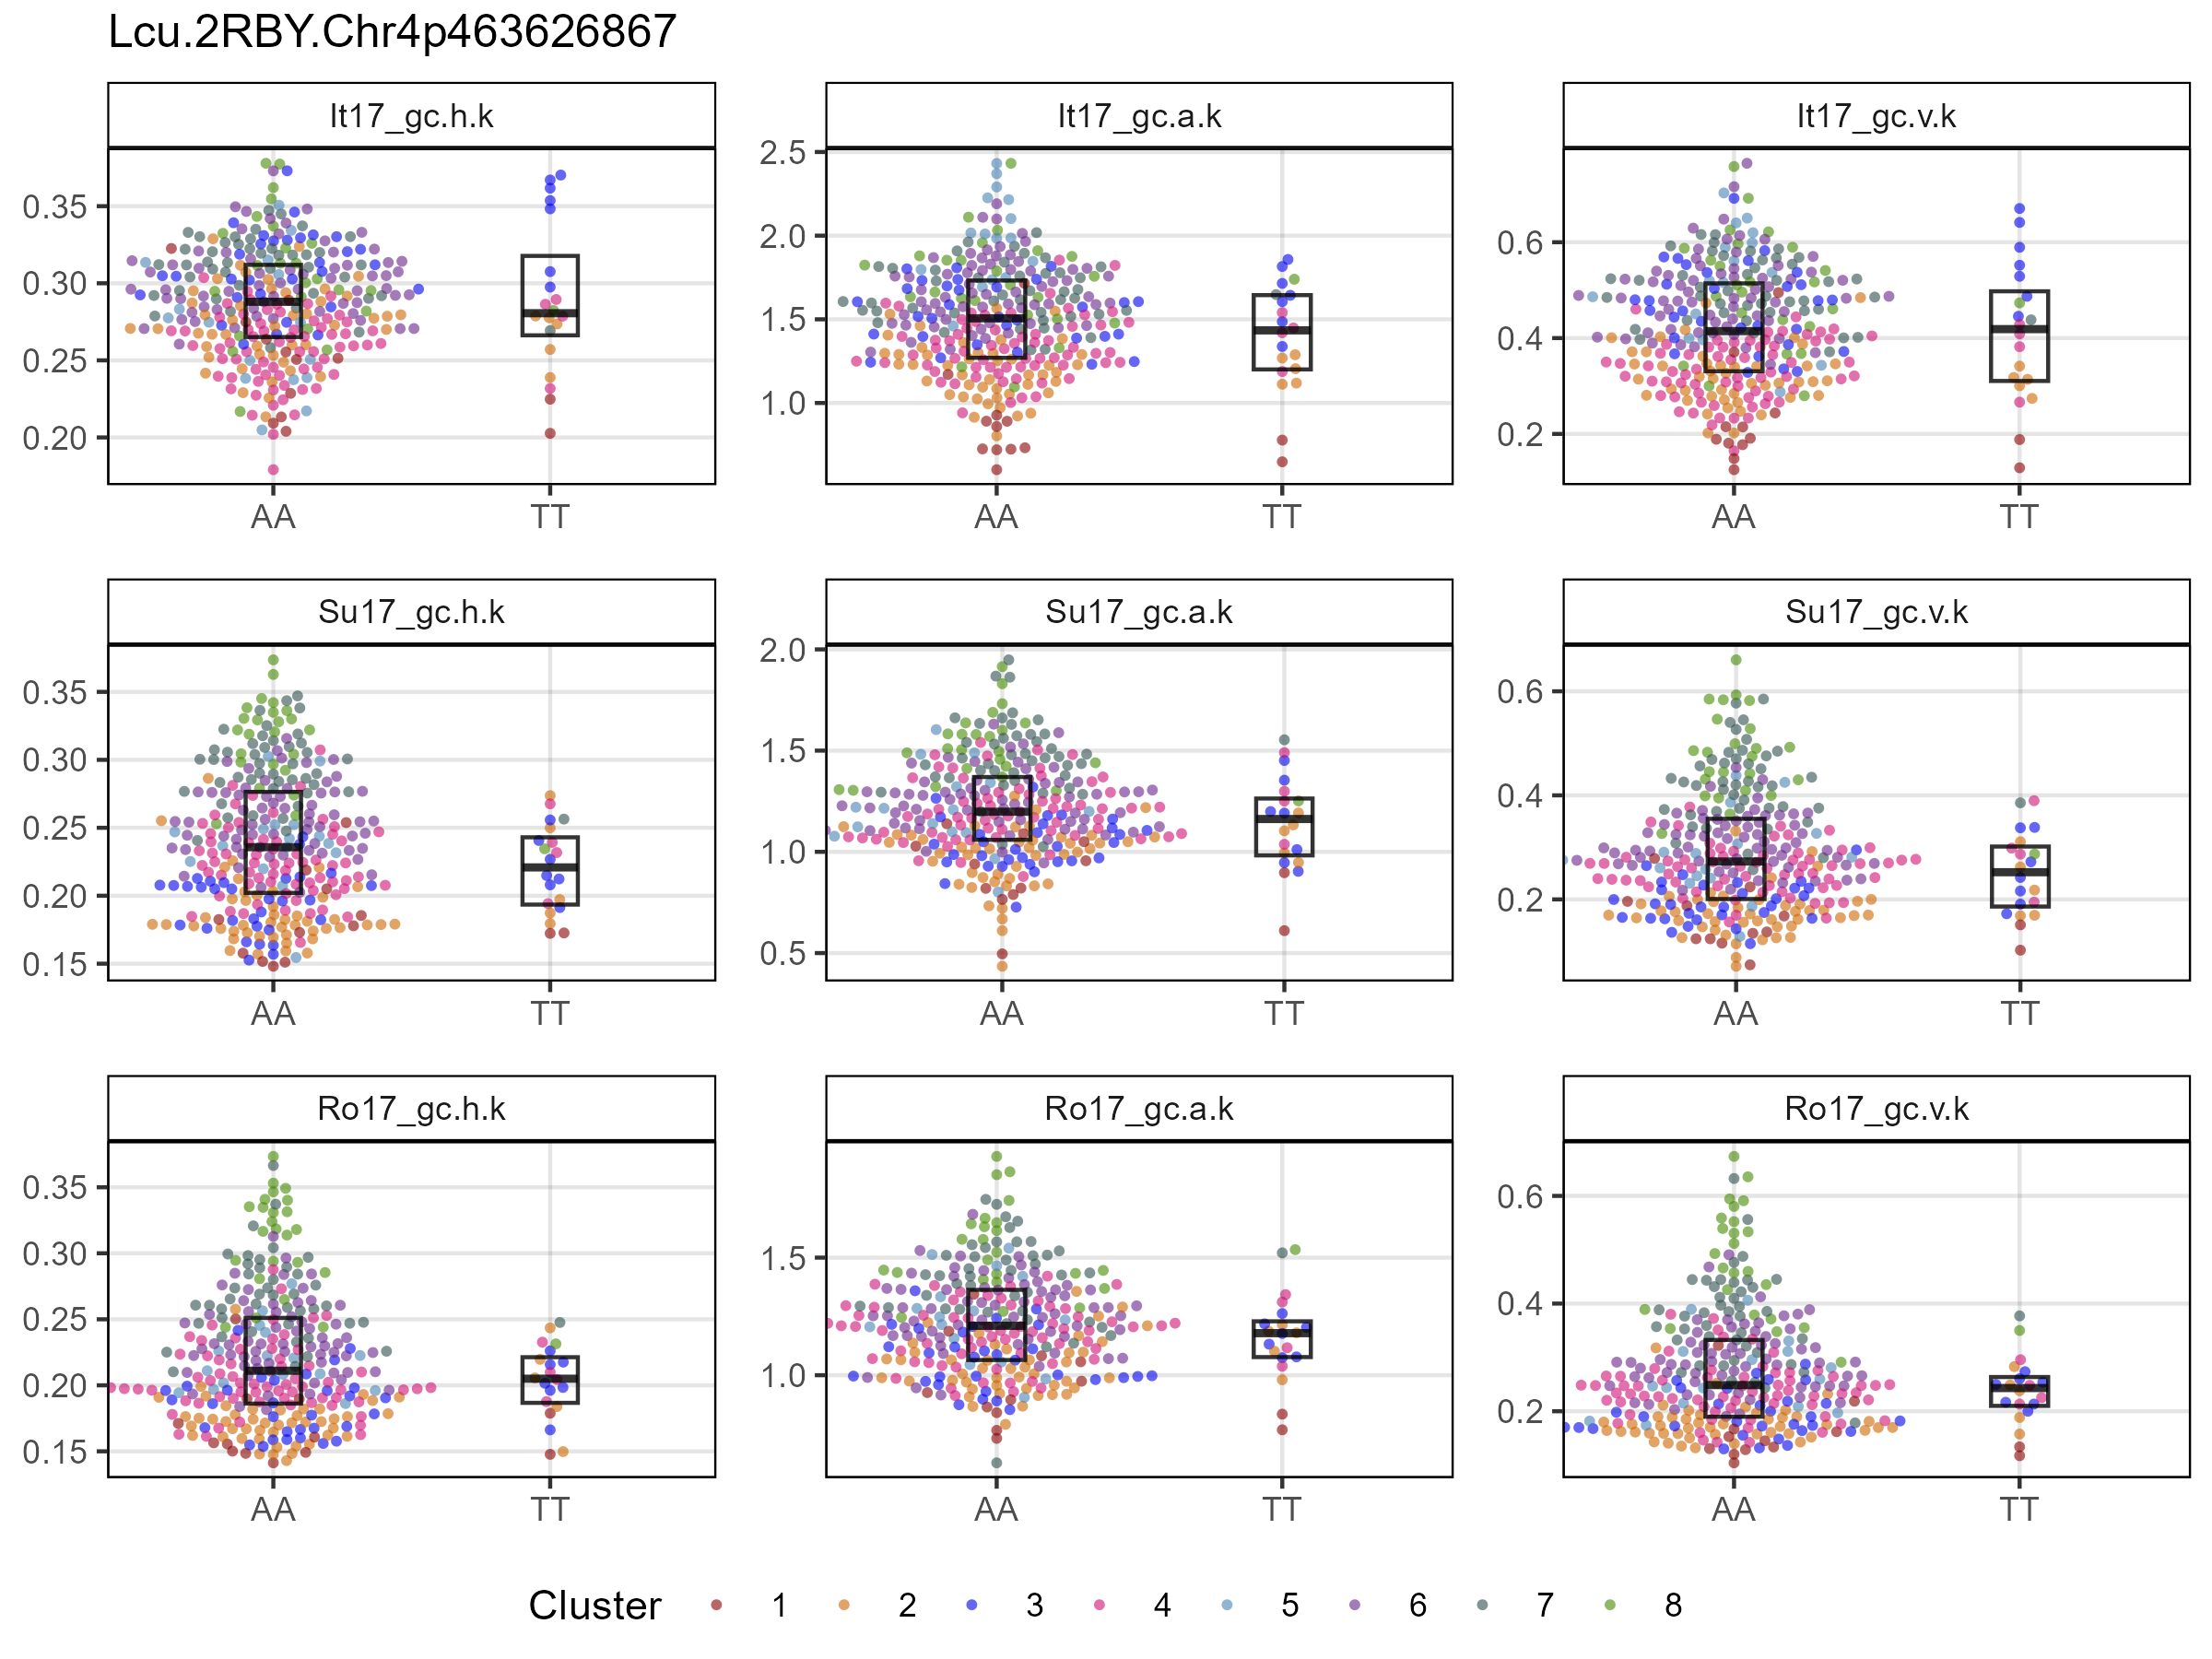 Lcu.2RBY.Chr4p463626867
It17_gc.h.k
It17_gc.a.k
It17_gc.v.k
0.35
0.30
0.25
0.20
2.5
2.0
1.5
1.0
0.6
0.4
0.2
AA TT
AA TT
AA TT
Su17_gc.h.k
Su17_gc.a.k
Su17_gc.v.k
0.35
0.30
0.25
0.20
0.15
2.0
1.5
1.0
0.5
0.6
0.4
0.2
AA TT
AA TT
AA TT
Ro17_gc.h.k
Ro17_gc.a.k
Ro17_gc.v.k
0.35
0.30
0.25
0.20
0.15
1.5
1.0
0.6
0.4
0.2
AA TT
AA TT
AA TT
Cluster 1 2 3 4 5 6 7 8